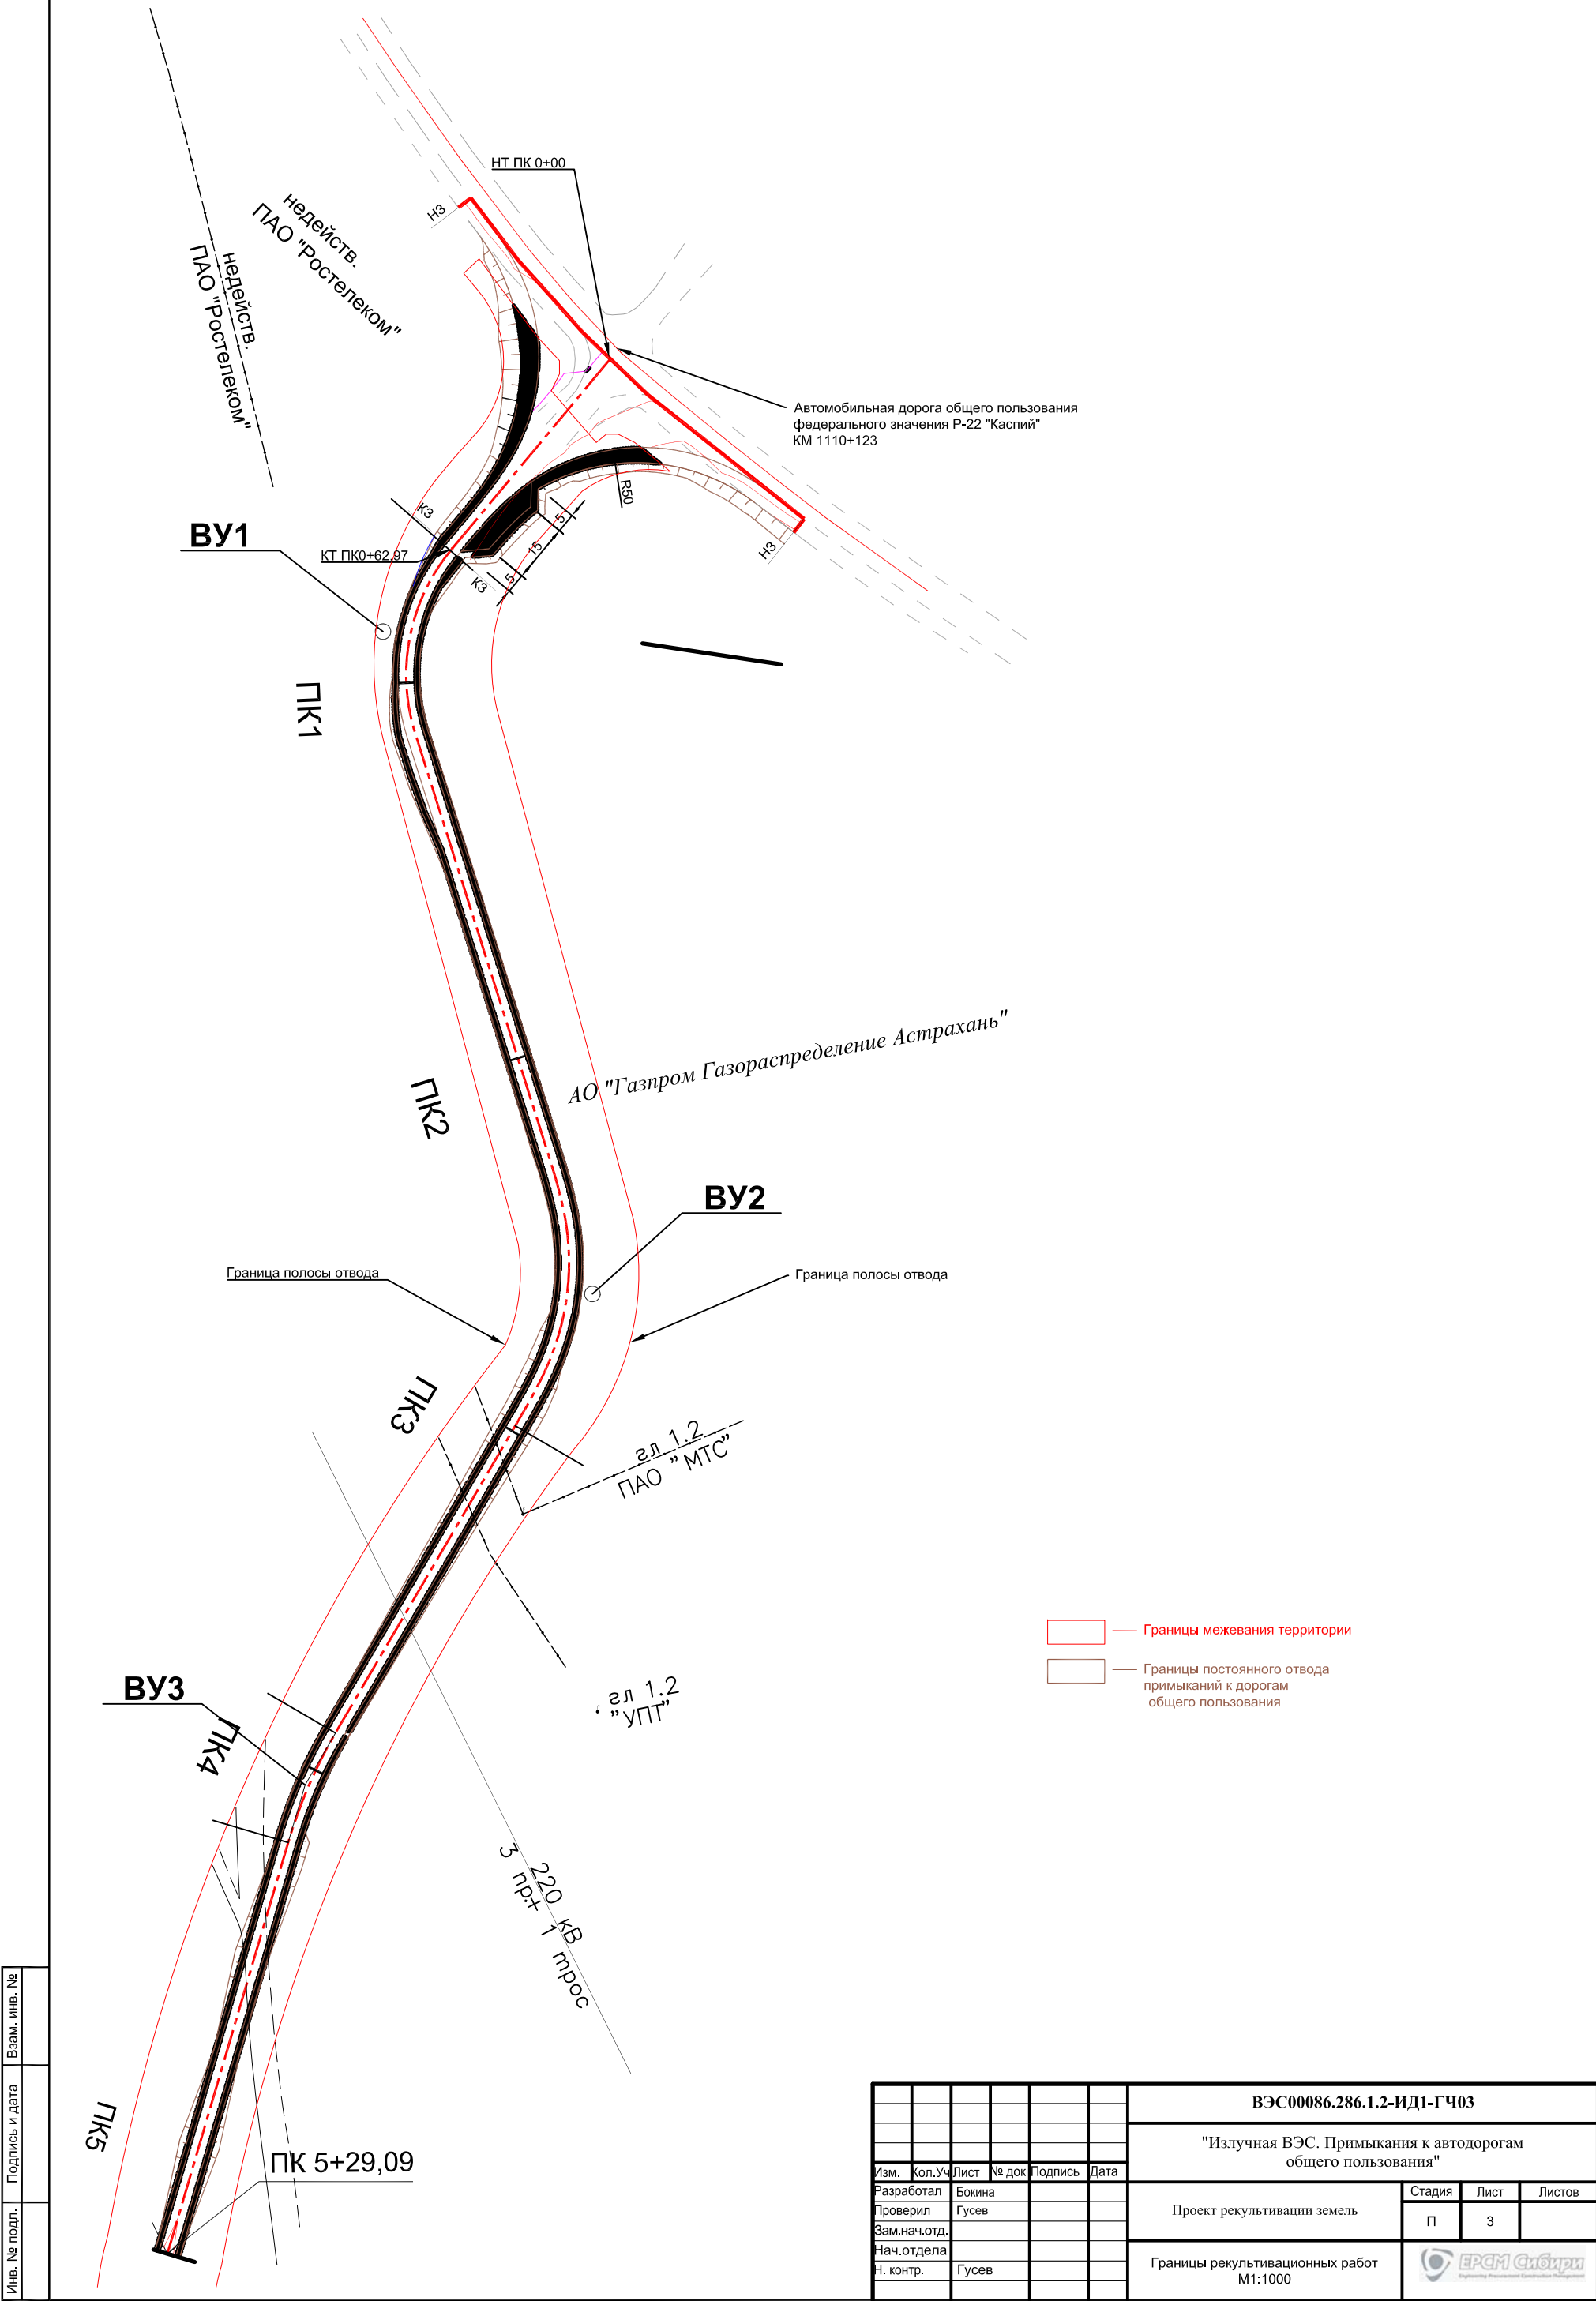 НТ ПК 0+00
НЗ
недейств.
ПАО "Ростелеком"
недейств.
ПАО "Ростелеком"
Автомобильная дорога общего пользования
федерального значения Р-22 "Каспий"
КМ 1110+123
R50
КЗ
5
15
5
НЗ
ВУ1
КТ ПК0+62,97
КЗ
ПК1
АО "Газпром Газораспределение Астрахань"
ПК2
ВУ2
Граница полосы отвода
Граница полосы отвода
ПК3
гл 1.2
ПАО "МТС"
Границы межевания территории
Границы постоянного отвода
примыканий к дорогам
общего пользования
ВУ3
гл 1.2
"УПТ"
ПК4
220 кВ
3 пр.+ 1 трос
ПК5
ПК 5+29,09
Взам. инв. №
Подпись и дата
Инв. № подл.
ВЭС00086.286.1.2-ИД1-ГЧ03
"Излучная ВЭС. Примыкания к автодорогам
общего пользования"
Изм. Кол.Уч Лист № док Подпись Дата
Разработал Бокина
Проверил Гусев
Зам.нач.отд.
Нач.отдела
Н. контр. Гусев
Проект рекультивации земель
Стадия Лист Листов
П 3
Границы рекультивационных работ
М1:1000
ЕРСМ Сибири
Engineering Procurement Construction Management